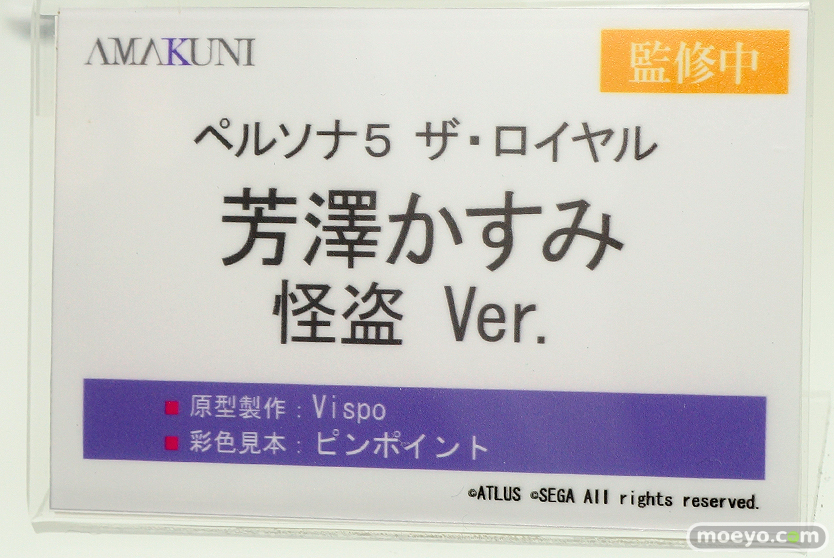 AMAKUNI
監修中
ペルソナ5 ザ・ロイヤル
芳澤かすみ
怪盗 Ver.
■ 原型製作：Vispo
■ 彩色見本：ピンポイント
©ATLUS ©SEGA All rights reserved.
moeyo.com